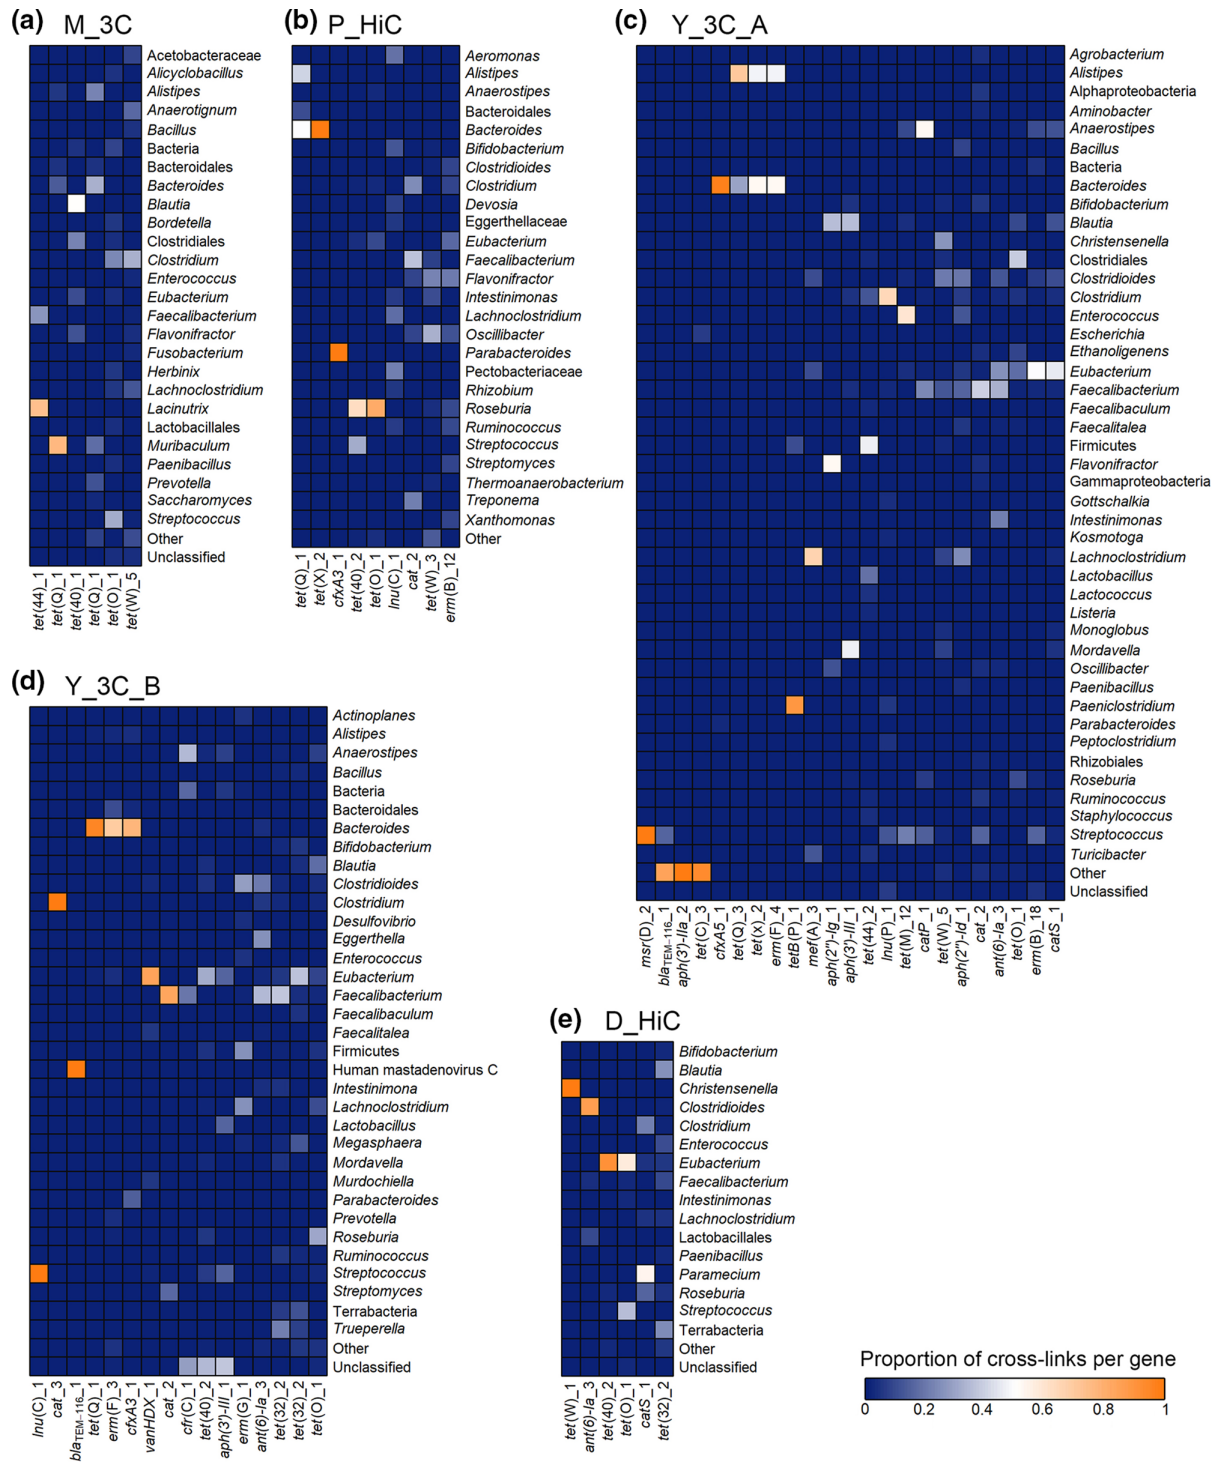 (a) M_3C
Acetobacteraceae
Alicyclobacillus
Alistipes
Anaerotignum
Bacillus
Bacteria
Bacteroidales
Bacteroides
Blautia
Bordetella
Clostridiales
Clostridium
Enterococcus
Eubacterium
Faecalibacterium
Flavonifractor
Fusobacterium
Herbinix
Lachnoclostridium
Lacinutrix
Lactobacillales
Muribaculum
Paenibacillus
Prevotella
Saccharomyces
Streptococcus
Other
Unclassified
tet(44)_1
tet(Q)_1
tet(40)_1
tet(Q)_1
tet(O)_1
tet(W)_5
(b) P_HiC
Aeromonas
Alistipes
Anaerostipes
Bacteroidales
Bacteroides
Bifidobacterium
Clostridioides
Clostridium
Devosia
Eggerthellaceae
Eubacterium
Faecalibacterium
Flavonifractor
Intestinimonas
Lachnoclostridium
Oscillibacter
Parabacteroides
Pectobacteriaceae
Rhizobium
Roseburia
Ruminococcus
Streptococcus
Streptomyces
Thermoanaerobacterium
Treponema
Xanthomonas
Other
tet(Q)_1
tet(X)_2
cfxA3_1
tet(40)_2
tet(O)_1
lnu(C)_1
cat_2
tet(W)_3
erm(B)_12
(c) Y_3C_A
Agrobacterium
Alistipes
Alphaproteobacteria
Aminobacter
Anaerostipes
Bacillus
Bacteria
Bacteroides
Bifidobacterium
Blautia
Christensenella
Clostridiales
Clostridioides
Clostridium
Enterococcus
Escherichia
Ethanoligenens
Eubacterium
Faecalibacterium
Faecalibaculum
Faecalitalea
Firmicutes
Flavonifractor
Gammaproteobacteria
Gottschalkia
Intestinimonas
Kosmotoga
Lachnoclostridium
Lactobacillus
Lactococcus
Listeria
Monoglobus
Mordavella
Oscillibacter
Paenibacillus
Paeniclostridium
Parabacteroides
Peptoclostridium
Rhizobiales
Roseburia
Ruminococcus
Staphylococcus
Streptococcus
Turicibacter
Other
Unclassified
msr(D)_2
blaTEM–116_1
aph(3')-IIa_2
tet(C)_3
cfxA5_1
tet(Q)_3
tet(x)_2
erm(F)_4
tetB(P)_1
mef(A)_3
aph(2'')-Ig_1
aph(3')-III_1
tet(44)_2
lnu(P)_1
tet(M)_12
catP_1
tet(W)_5
aph(2'')-Id_1
cat_2
ant(6)-Ia_3
tet(O)_1
erm(B)_18
catS_1
(d) Y_3C_B
Actinoplanes
Alistipes
Anaerostipes
Bacillus
Bacteria
Bacteroidales
Bacteroides
Bifidobacterium
Blautia
Clostridioides
Clostridium
Desulfovibrio
Eggerthella
Enterococcus
Eubacterium
Faecalibacterium
Faecalibaculum
Faecalitalea
Firmicutes
Human mastadenovirus C
Intestinimona
Lachnoclostridium
Lactobacillus
Megasphaera
Mordavella
Murdochiella
Parabacteroides
Prevotella
Roseburia
Ruminococcus
Streptococcus
Streptomyces
Terrabacteria
Trueperella
Other
Unclassified
lnu(C)_1
cat_3
blaTEM–116_1
tet(Q)_1
erm(F)_3
cfxA3_1
vanHDX_1
cat_2
cfr(C)_1
tet(40)_2
aph(3')-III_1
erm(G)_1
ant(6)-Ia_3
tet(32)_2
tet(32)_2
tet(O)_1
(e) D_HiC
Bifidobacterium
Blautia
Christensenella
Clostridioides
Clostridium
Enterococcus
Eubacterium
Faecalibacterium
Intestinimonas
Lachnoclostridium
Lactobacillales
Paenibacillus
Paramecium
Roseburia
Streptococcus
Terrabacteria
Other
Unclassified
tet(W)_1
ant(6)-Ia_3
tet(40)_2
tet(O)_1
catS_1
tet(32)_2
Proportion of cross-links per gene
0 0.2 0.4 0.6 0.8 1